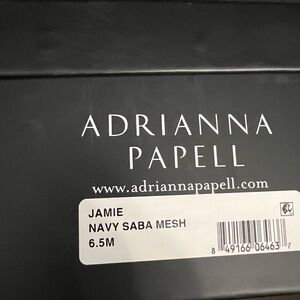 ADRIANNA
PAPELL
www.adriannapapell.com
JAMIE
NAVY SABA MESH
6.5M
8 49166 06463 7